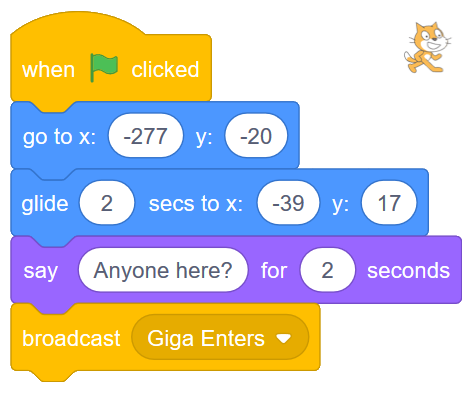 when clicked
go to x: -277 y: -20
glide 2 secs to x: -39 y: 17
say Anyone here? for 2 seconds
broadcast Giga Enters